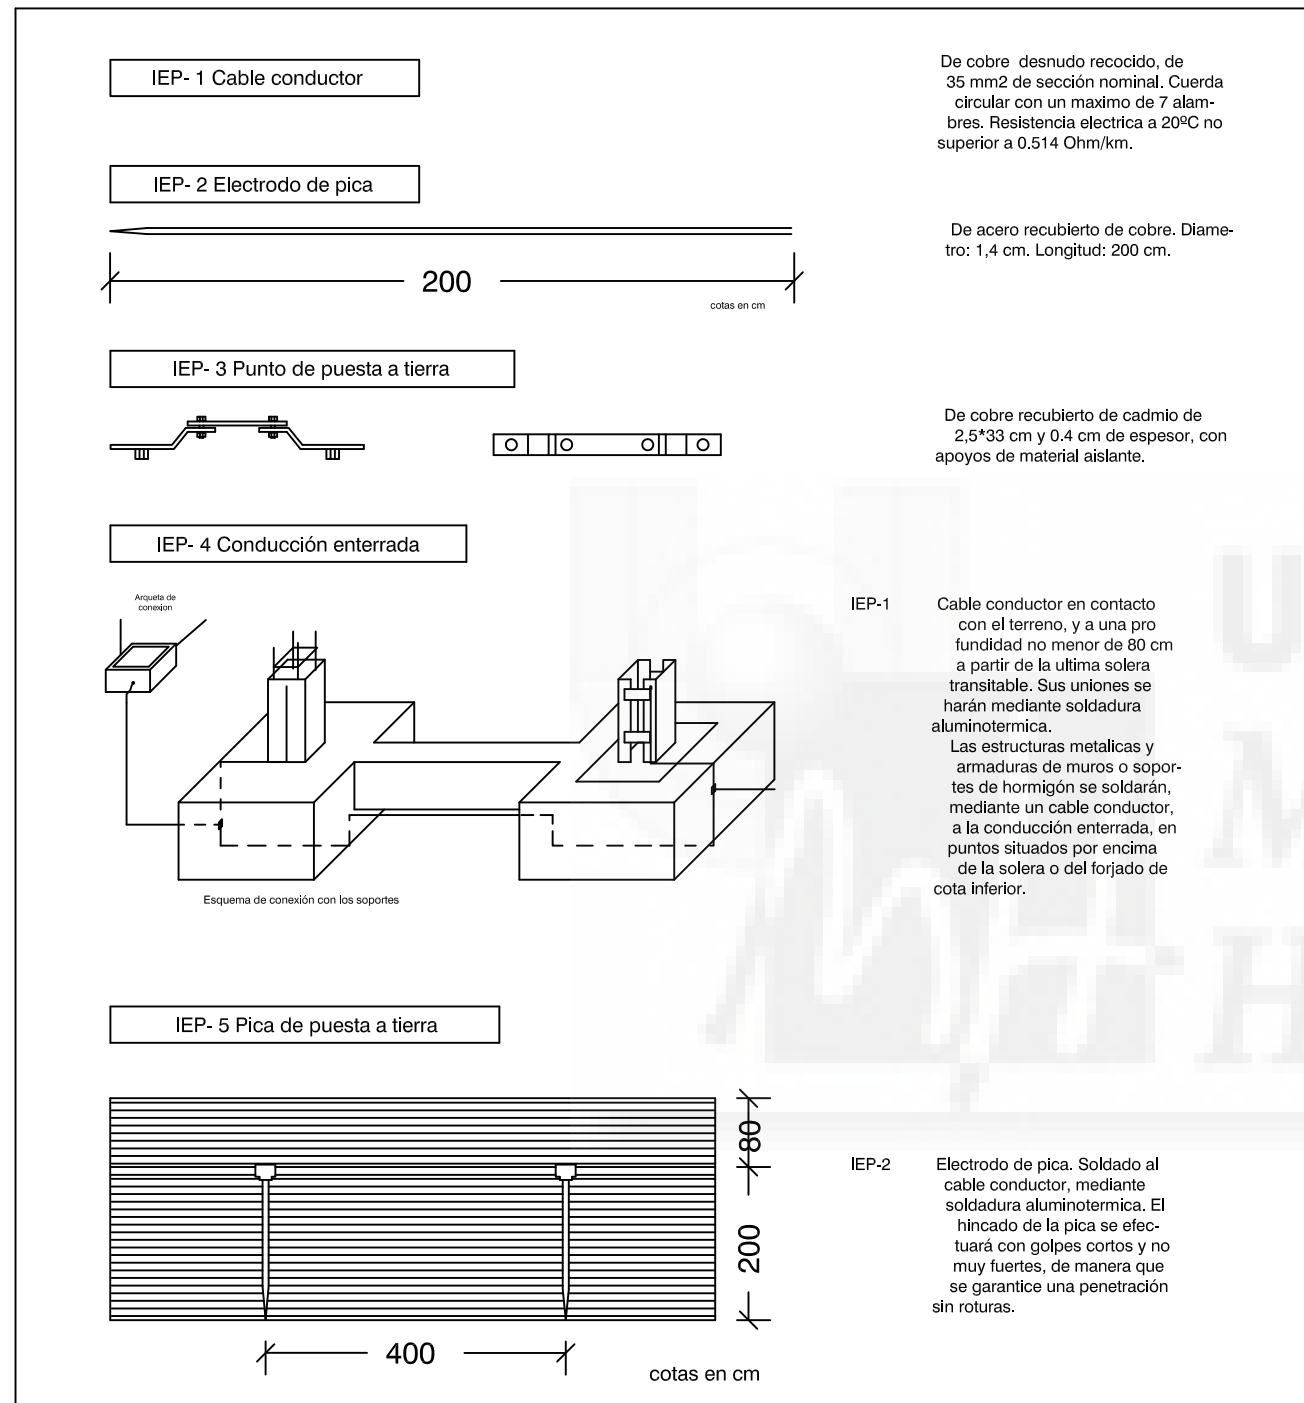 IEP- 1 Cable conductor
De cobre desnudo recocido, de
35 mm2 de sección nominal. Cuerda
circular con un maximo de 7 alam-
bres. Resistencia electrica a 20ºC no
superior a 0.514 Ohm/km.
IEP- 2 Electrodo de pica
De acero recubierto de cobre. Diame-
tro: 1,4 cm. Longitud: 200 cm.
200
cotas en cm
IEP- 3 Punto de puesta a tierra
De cobre recubierto de cadmio de
2,5*33 cm y 0.4 cm de espesor, con
apoyos de material aislante.
IEP- 4 Conducción enterrada
Arqueta de
conexion
IEP-1 Cable conductor en contacto
con el terreno, y a una pro
fundidad no menor de 80 cm
a partir de la ultima solera
transitable. Sus uniones se
harán mediante soldadura
aluminotermica.
Las estructuras metalicas y
armaduras de muros o sopor-
tes de hormigón se soldarán,
mediante un cable conductor,
a la conducción enterrada, en
puntos situados por encima
de la solera o del forjado de
cota inferior.
Esquema de conexión con los soportes
IEP- 5 Pica de puesta a tierra
80
200
IEP-2 Electrodo de pica. Soldado al
cable conductor, mediante
soldadura aluminotermica. El
hincado de la pica se efec-
tuará con golpes cortos y no
muy fuertes, de manera que
se garantice una penetración
sin roturas.
400
cotas en cm
U
M
H